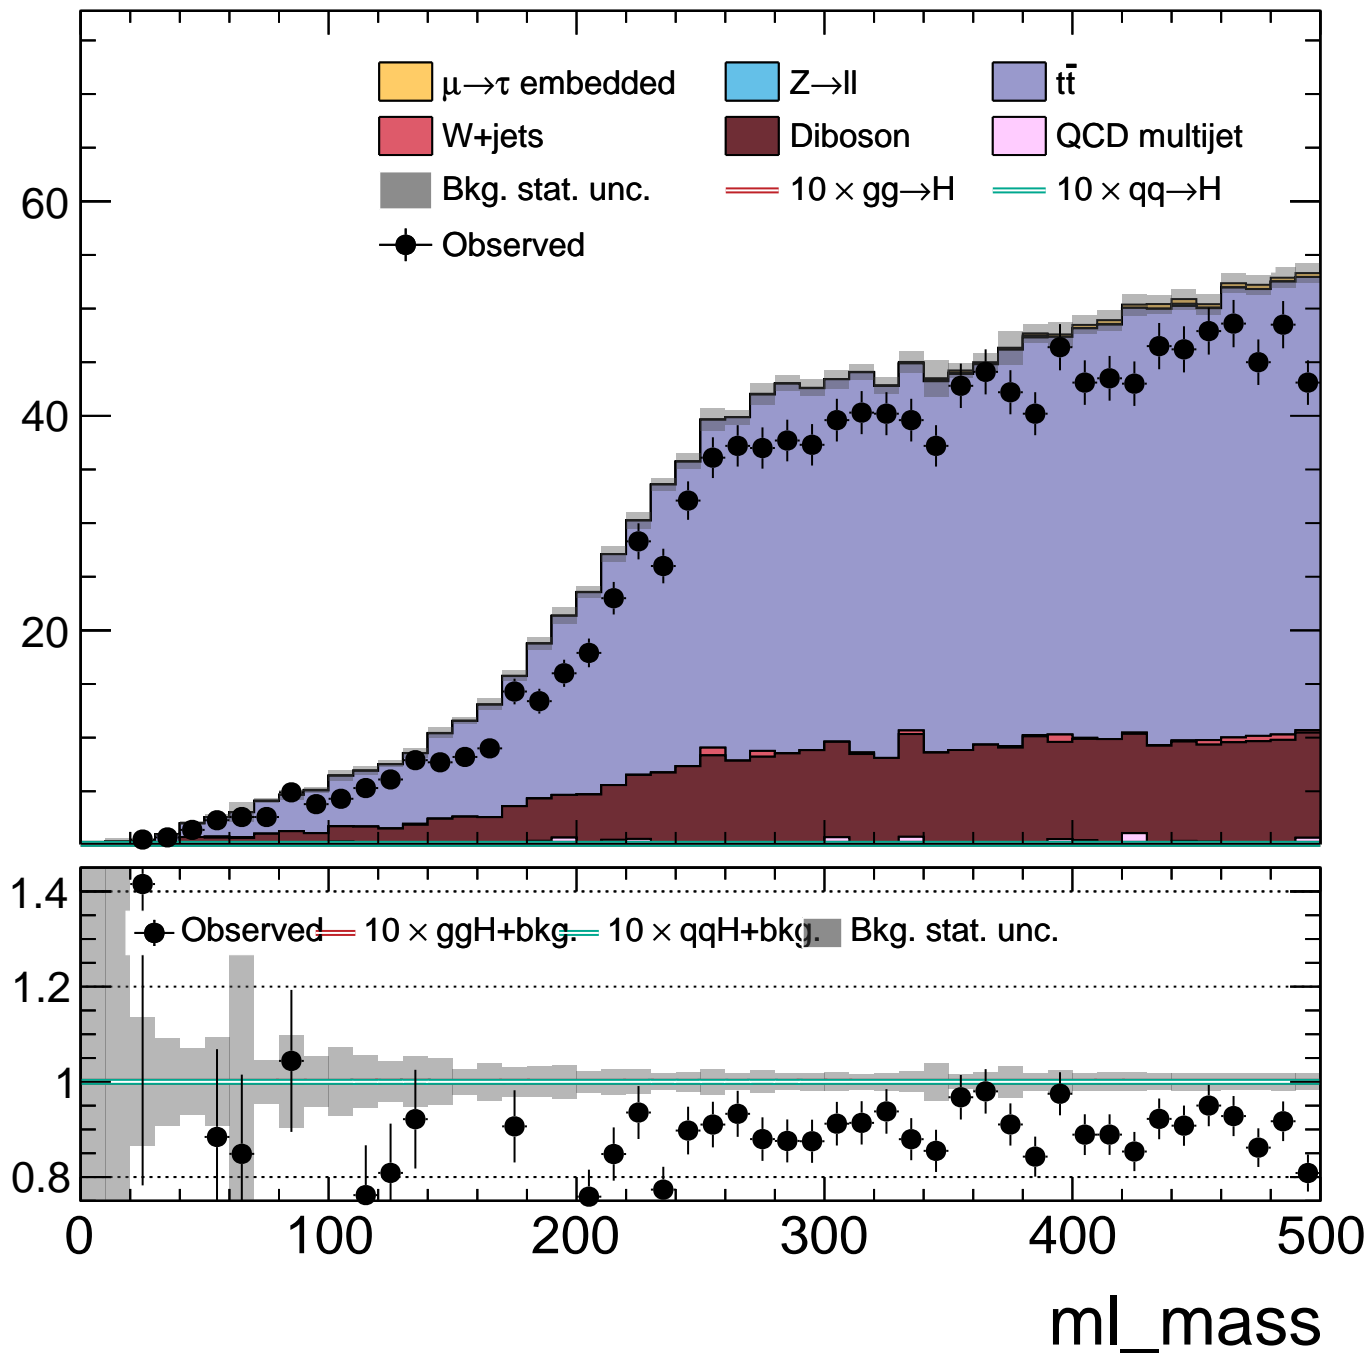 μ→τ embedded Z→ll tt̄
W+jets Diboson QCD multijet
Bkg. stat. unc. 10 × gg→H 10 × qq→H
Observed
60
40
20
1.4
Observed 10 × ggH+bkg. 10 × qqH+bkg. Bkg. stat. unc.
1.2
1
0.8
0 100 200 300 400 500
ml_mass